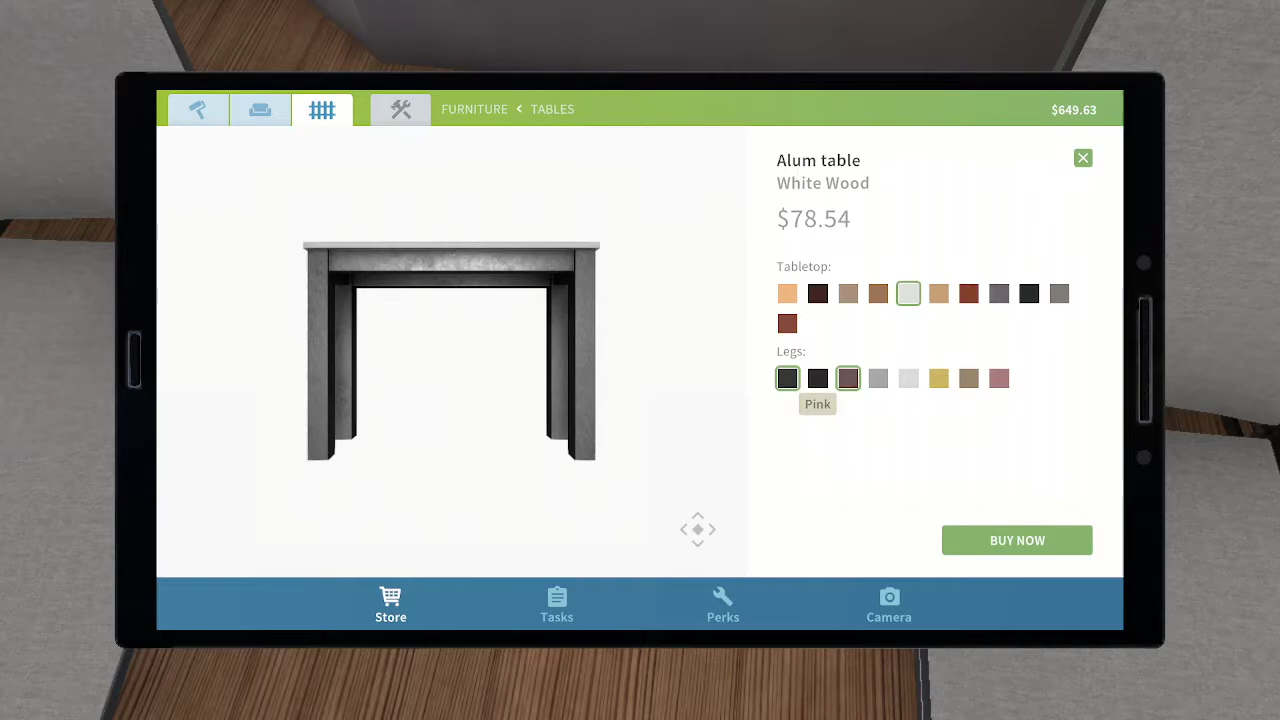 FURNITURE < TABLES
$649.63
Alum table
White Wood
$78.54
Tabletop:
Legs:
Pink
BUY NOW
Store
Tasks
Perks
Camera